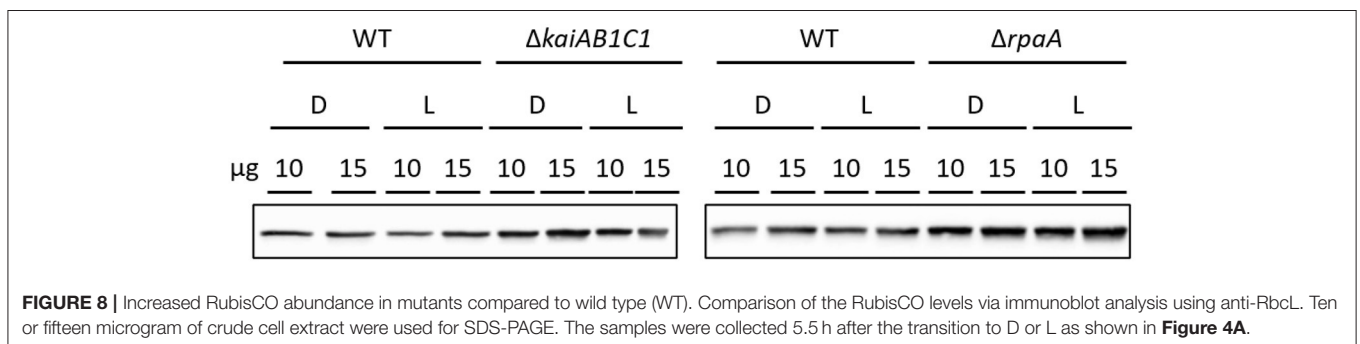 WT ΔkaiAB1C1 WT ΔrpaA
D L D L D L D L
μg 10 15 10 15 10 15 10 15 10 15 10 15 10 15 10 15
FIGURE 8 | Increased RubisCO abundance in mutants compared to wild type (WT). Comparison of the RubisCO levels via immunoblot analysis using anti-RbcL. Ten
or fifteen microgram of crude cell extract were used for SDS-PAGE. The samples were collected 5.5 h after the transition to D or L as shown in Figure 4A.